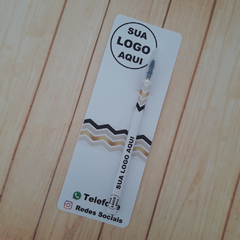 SUA
LOGO
AQUI
SUA LOGO AQUI
Telefone
Redes Sociais